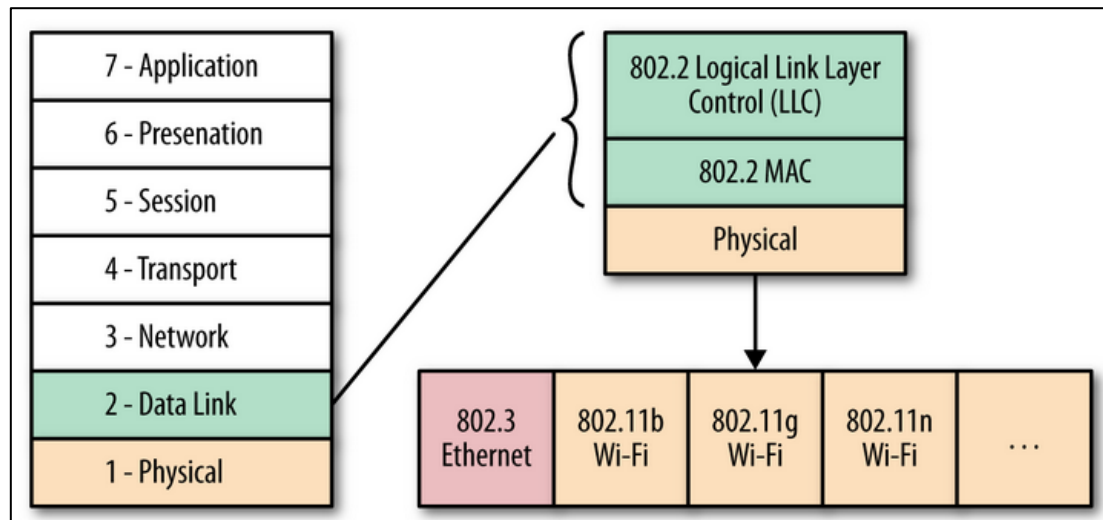 7 - Application
6 - Presenation
5 - Session
4 - Transport
3 - Network
2 - Data Link
1 - Physical
802.2 Logical Link Layer
Control (LLC)
802.2 MAC
Physical
802.3
Ethernet
802.11b
Wi-Fi
802.11g
Wi-Fi
802.11n
Wi-Fi
...